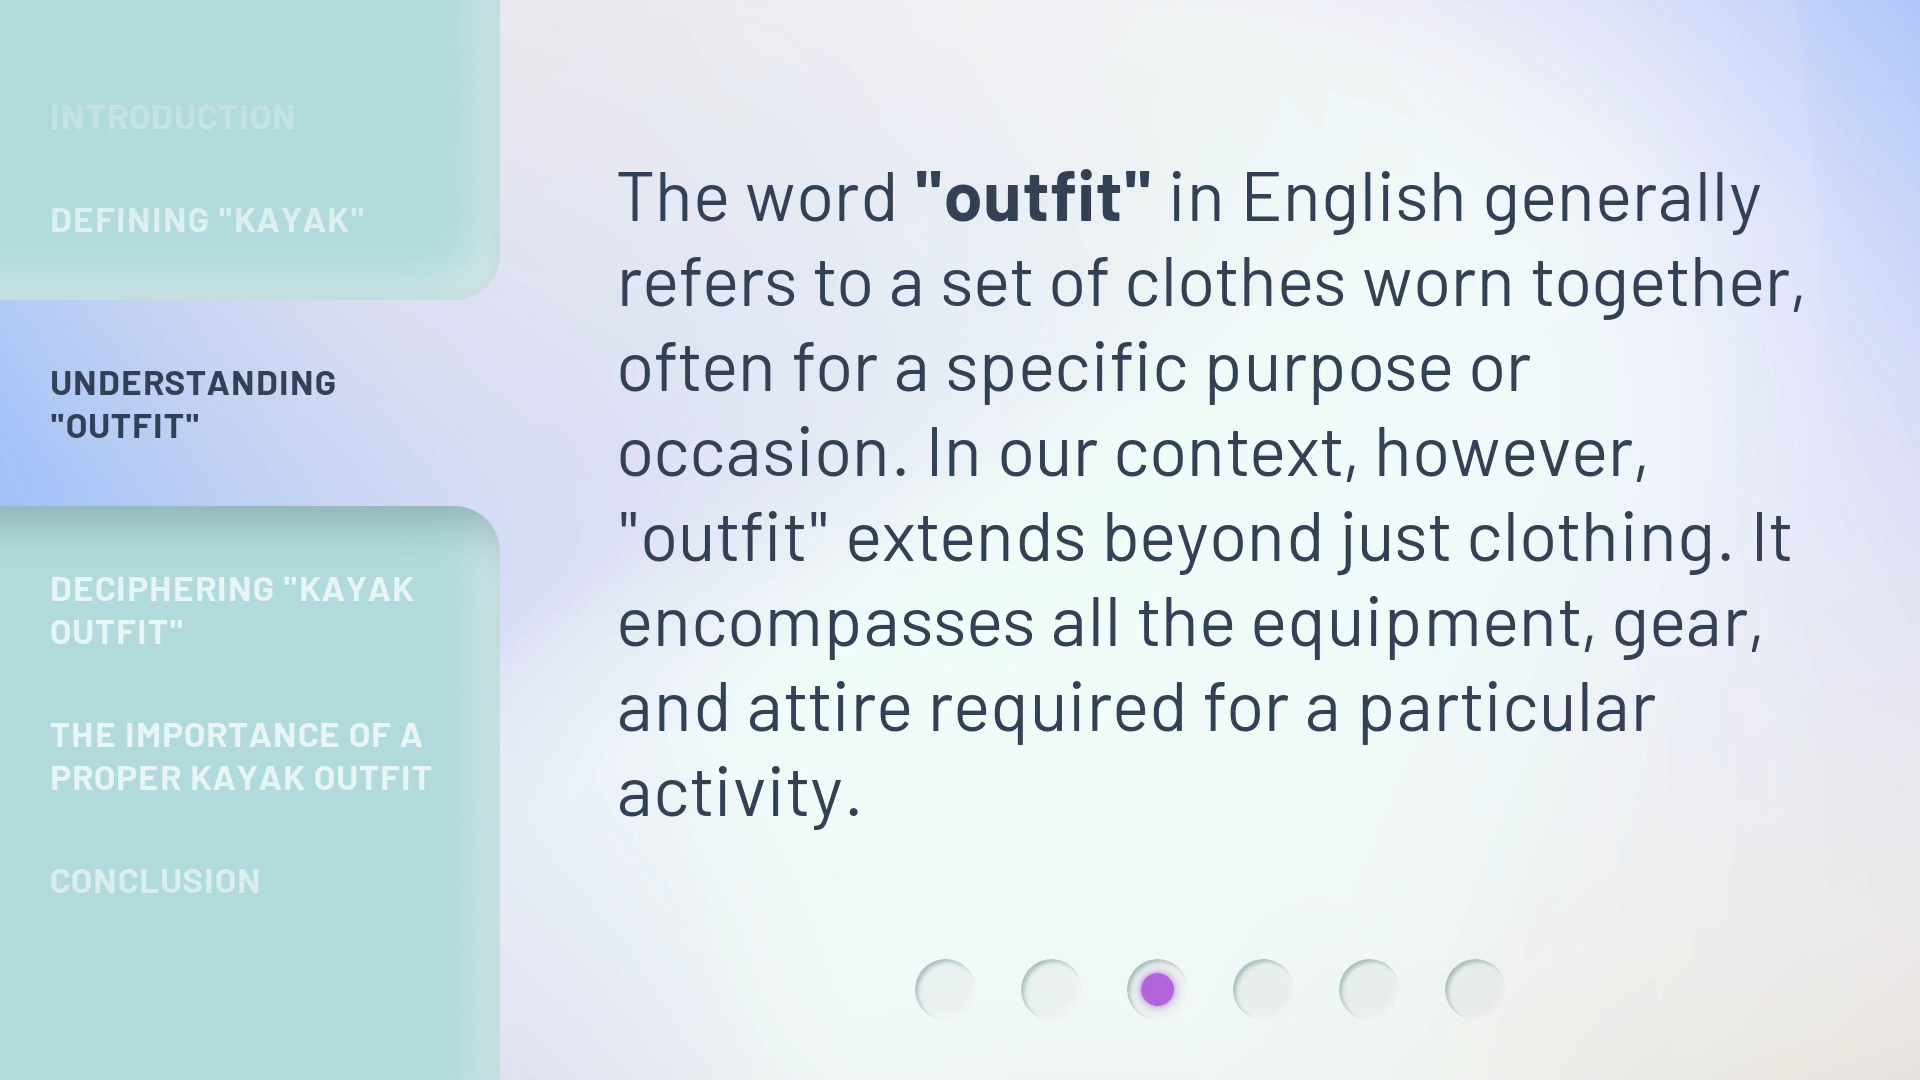 INTRODUCTION
DEFINING "KAYAK"
UNDERSTANDING
"OUTFIT"
DECIPHERING "KAYAK
OUTFIT"
THE IMPORTANCE OF A
PROPER KAYAK OUTFIT
CONCLUSION
The word "outfit" in English generally
refers to a set of clothes worn together,
often for a specific purpose or
occasion. In our context, however,
"outfit" extends beyond just clothing. It
encompasses all the equipment, gear,
and attire required for a particular
activity.